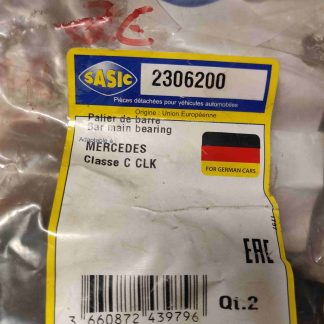 SASIC
2306200
Pièces détachées pour véhicules automobiles
Origine : Union Européenne
Palier de barre
Bar main bearing
Adaptable à :
MERCEDES
Classe C CLK
FOR GERMAN CARS
EAC
Qt.2
3 660872 439796